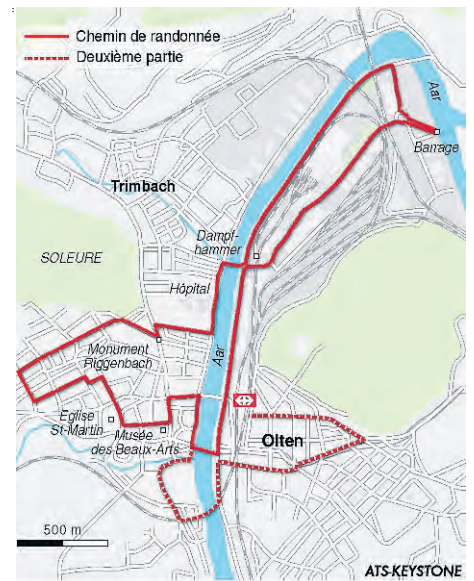 Chemin de randonnée
Deuxième partie
Aar
Barrage
Trimbach
Dampf-
hammer
SOLEURE
Hôpital
Monument
Riggenbach
Aar
Eglise
St-Martin
Musée
des Beaux-Arts
Olten
500 m
ATS-KEYSTONE